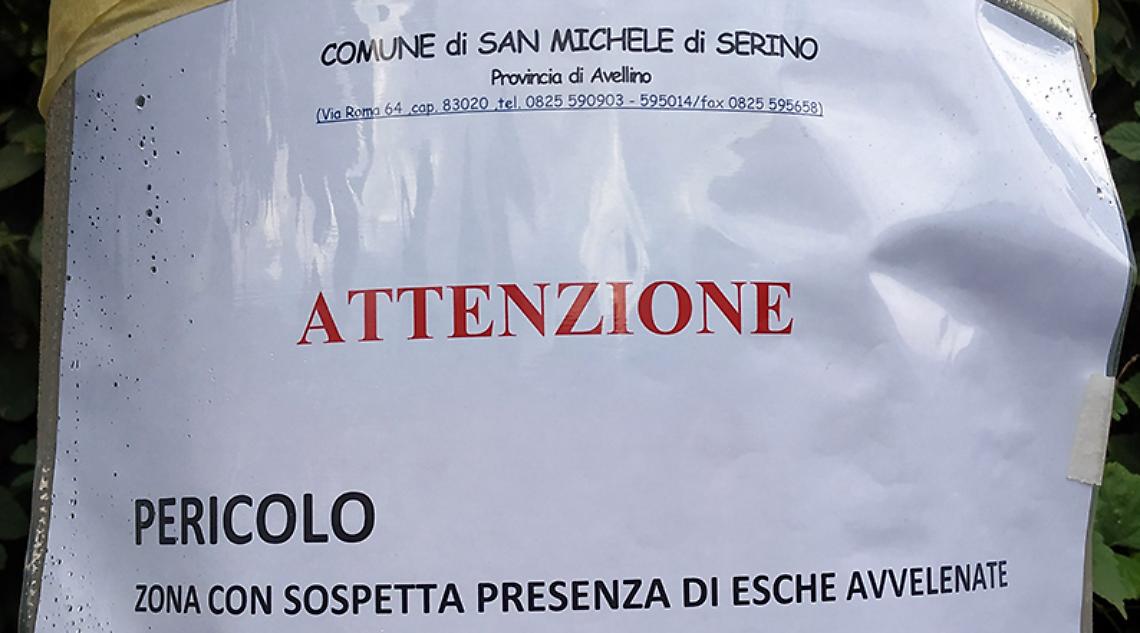 COMUNE di SAN MICHELE di SERINO
Provincia di Avellino
(Via Roma 64 ,cap. 83020 ,tel. 0825 590903 - 595014/fax 0825 595658)
ATTENZIONE
PERICOLO
ZONA CON SOSPETTA PRESENZA DI ESCHE AVVELENATE